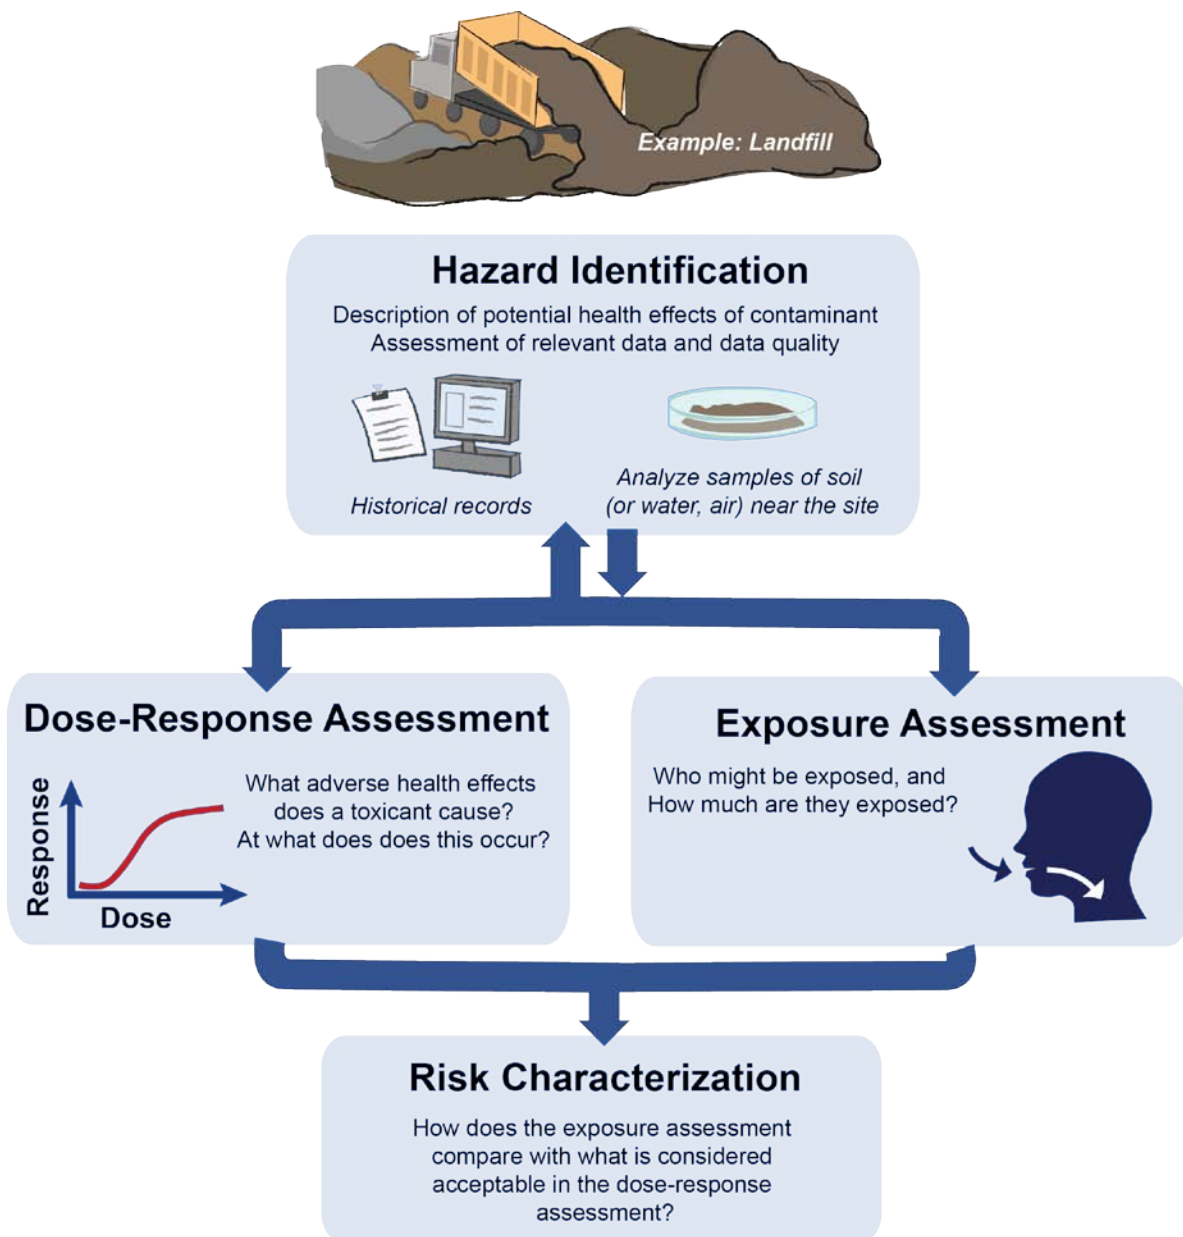 Example: Landfill
Hazard Identification
Description of potential health effects of contaminant
Assessment of relevant data and data quality
Historical records
Analyze samples of soil
(or water, air) near the site
Dose-Response Assessment
What adverse health effects
does a toxicant cause?
At what does does this occur?
Response
Dose
Exposure Assessment
Who might be exposed, and
How much are they exposed?
Risk Characterization
How does the exposure assessment
compare with what is considered
acceptable in the dose-response
assessment?